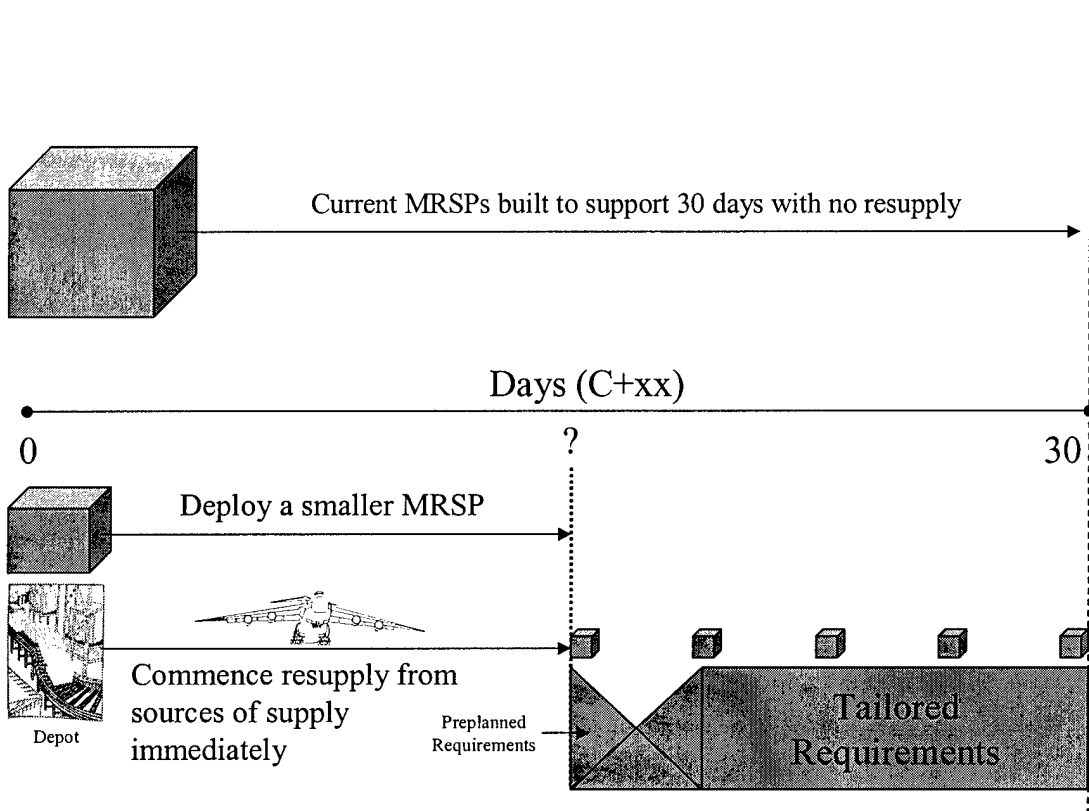 Current MRSPs built to support 30 days with no resupply
Days (C+xx)
0
?
30
Deploy a smaller MRSP
Commence resupply from
sources of supply
immediately
Depot
Preplanned
Requirements
Tailored
Requirements